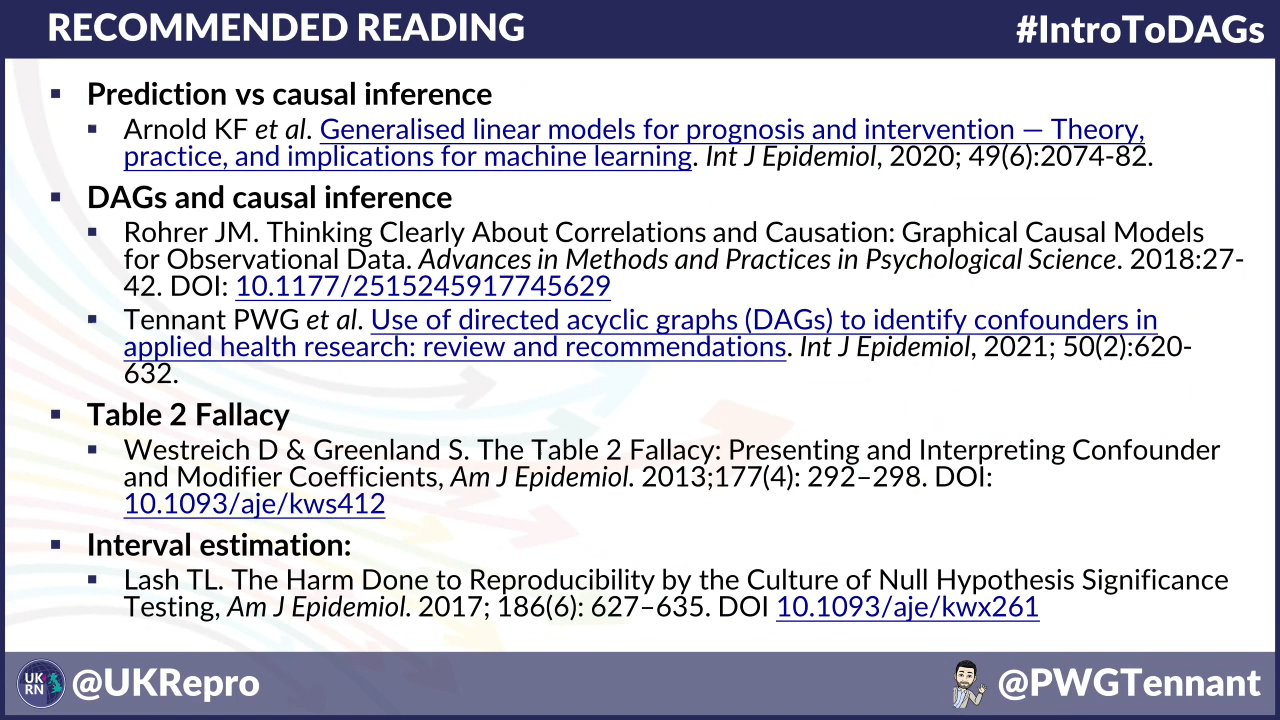 RECOMMENDED READING
#IntroToDAGs
▪ Prediction vs causal inference
▪ Arnold KF et al. Generalised linear models for prognosis and intervention — Theory,
practice, and implications for machine learning. Int J Epidemiol, 2020; 49(6):2074-82.
▪ DAGs and causal inference
▪ Rohrer JM. Thinking Clearly About Correlations and Causation: Graphical Causal Models
for Observational Data. Advances in Methods and Practices in Psychological Science. 2018:27-
42. DOI: 10.1177/2515245917745629
▪ Tennant PWG et al. Use of directed acyclic graphs (DAGs) to identify confounders in
applied health research: review and recommendations. Int J Epidemiol, 2021; 50(2):620-
632.
▪ Table 2 Fallacy
▪ Westreich D & Greenland S. The Table 2 Fallacy: Presenting and Interpreting Confounder
and Modifier Coefficients, Am J Epidemiol. 2013;177(4): 292–298. DOI:
10.1093/aje/kws412
▪ Interval estimation:
▪ Lash TL. The Harm Done to Reproducibility by the Culture of Null Hypothesis Significance
Testing, Am J Epidemiol. 2017; 186(6): 627–635. DOI 10.1093/aje/kwx261
UK
RN
@UKRepro
@PWGTennant